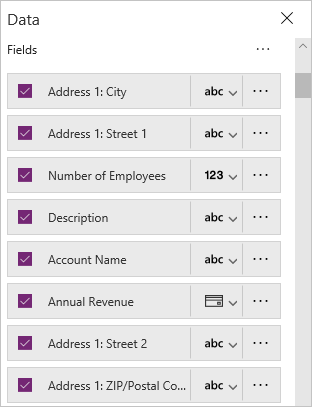 Data
Fields
Address 1: City abc
Address 1: Street 1 abc
Number of Employees 123
Description abc
Account Name abc
Annual Revenue
Address 1: Street 2 abc
Address 1: ZIP/Postal Co... abc